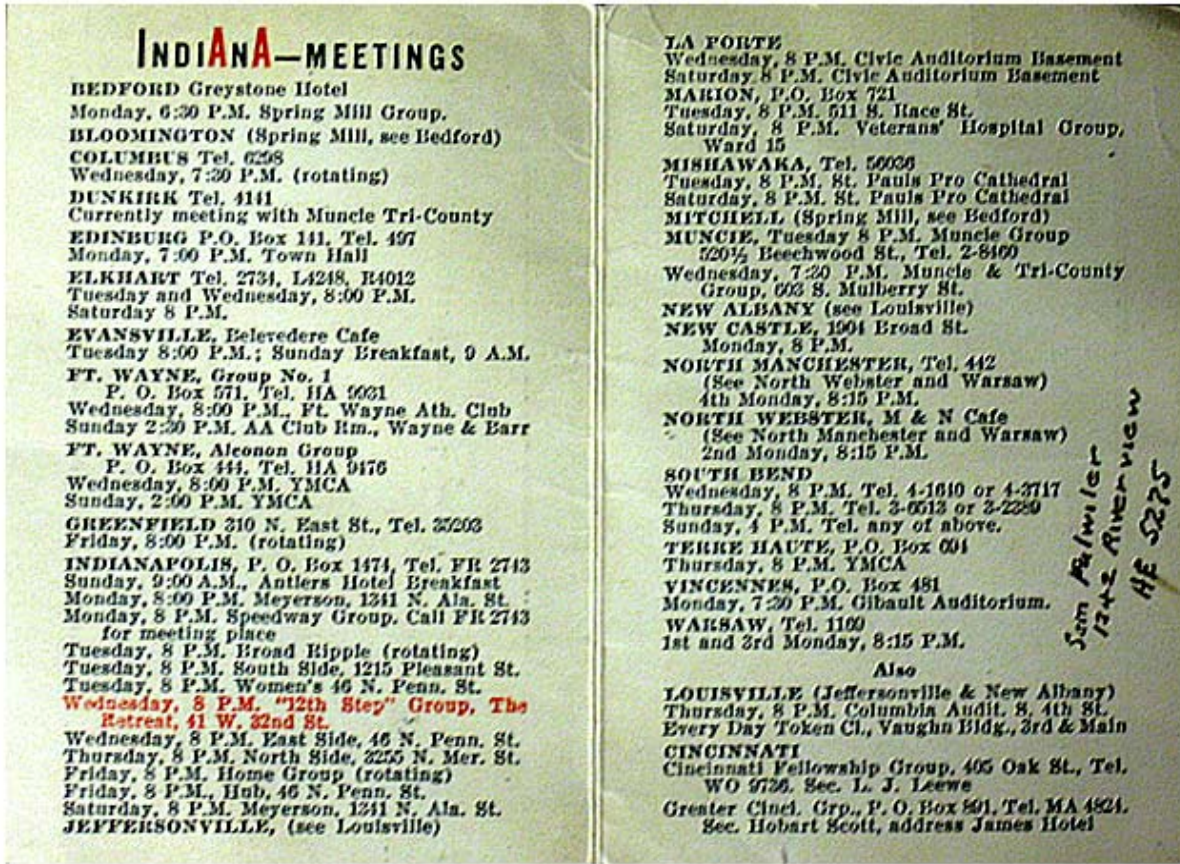 INDIANA—MEETINGS
BEDFORD Greystone Hotel
Monday, 6:30 P.M. Spring Mill Group.
BLOOMINGTON (Spring Mill, see Bedford)
COLUMBUS Tel. 6298
Wednesday, 7:30 P.M. (rotating)
DUNKIRK Tel. 4141
Currently meeting with Muncie Tri-County
EDINBURG P.O. Box 141, Tel. 497
Monday, 7:00 P.M. Town Hall
ELKHART Tel. 2734, L4248, R4012
Tuesday and Wednesday, 8:00 P.M.
Saturday 8 P.M.
EVANSVILLE, Belevedere Cafe
Tuesday 8:00 P.M.; Sunday Breakfast, 9 A.M.
FT. WAYNE, Group No. 1
P. O. Box 571, Tel. HA 9931
Wednesday, 8:00 P.M., Ft. Wayne Ath. Club
Sunday 2:30 P.M. AA Club Rm., Wayne & Barr
FT. WAYNE, Alconon Group
P. O. Box 444, Tel. HA 9476
Wednesday, 8:00 P.M. YMCA
Sunday, 2:00 P.M. YMCA
GREENFIELD 310 N. East St., Tel. 35203
Friday, 8:00 P.M. (rotating)
INDIANAPOLIS, P. O. Box 1474, Tel. FR 2743
Sunday, 9:00 A.M., Antlers Hotel Breakfast
Monday, 8:00 P.M. Meyerson, 1341 N. Ala. St.
Monday, 8 P.M. Speedway Group. Call FR 2743
for meeting place
Tuesday, 8 P.M. Broad Ripple (rotating)
Tuesday, 8 P.M. South Side, 1215 Pleasant St.
Tuesday, 8 P.M. Women's 46 N. Penn. St.
Wednesday, 8 P.M. "12th Step" Group, The
Retreat, 41 W. 32nd St.
Wednesday, 8 P.M. East Side, 46 N. Penn. St.
Thursday, 8 P.M. North Side, 3255 N. Mer. St.
Friday, 8 P.M. Home Group (rotating)
Friday, 8 P.M., Hub, 46 N. Penn. St.
Saturday, 8 P.M. Meyerson, 1341 N. Ala. St.
JEFFERSONVILLE, (see Louisville)
LA PORTE
Wednesday, 8 P.M. Civic Auditorium Basement
Saturday 8 P.M. Civic Auditorium Basement
MARION, P.O. Box 721
Tuesday, 8 P.M. 511 S. Race St.
Saturday, 8 P.M. Veterans' Hospital Group,
Ward 15
MISHAWAKA, Tel. 56036
Tuesday, 8 P.M. St. Pauls Pro Cathedral
Saturday, 8 P.M. St. Pauls Pro Cathedral
MITCHELL (Spring Mill, see Bedford)
MUNCIE, Tuesday 8 P.M. Muncie Group
520½ Beechwood St., Tel. 2-8460
Wednesday, 7:30 P.M. Muncie & Tri-County
Group, 603 S. Mulberry St.
NEW ALBANY (see Louisville)
NEW CASTLE, 1904 Broad St.
Monday, 8 P.M.
NORTH MANCHESTER, Tel. 442
(See North Webster and Warsaw)
4th Monday, 8:15 P.M.
NORTH WEBSTER, M & N Cafe
(See North Manchester and Warsaw)
2nd Monday, 8:15 P.M.
SOUTH BEND
Wednesday, 8 P.M. Tel. 4-1610 or 4-3717
Thursday, 8 P.M. Tel. 3-6513 or 3-2289
Sunday, 4 P.M. Tel. any of above.
TERRE HAUTE, P.O. Box 694
Thursday, 8 P.M. YMCA
VINCENNES, P.O. Box 481
Monday, 7:30 P.M. Gibault Auditorium.
WARSAW, Tel. 1160
1st and 3rd Monday, 8:15 P.M.
Also
LOUISVILLE (Jeffersonville & New Albany)
Thursday, 8 P.M. Columbia Audit. S. 4th St.
Every Day Token Cl., Vaughn Bldg., 3rd & Main
CINCINNATI
Cincinnati Fellowship Group, 405 Oak St., Tel.
WO 9736. Sec. L. J. Leewe
Greater Cinci. Grp., P. O. Box 891, Tel. MA 4824.
Sec. Hobart Scott, address James Hotel
Sam Fulwiler
1342 Riverview
HE 5275